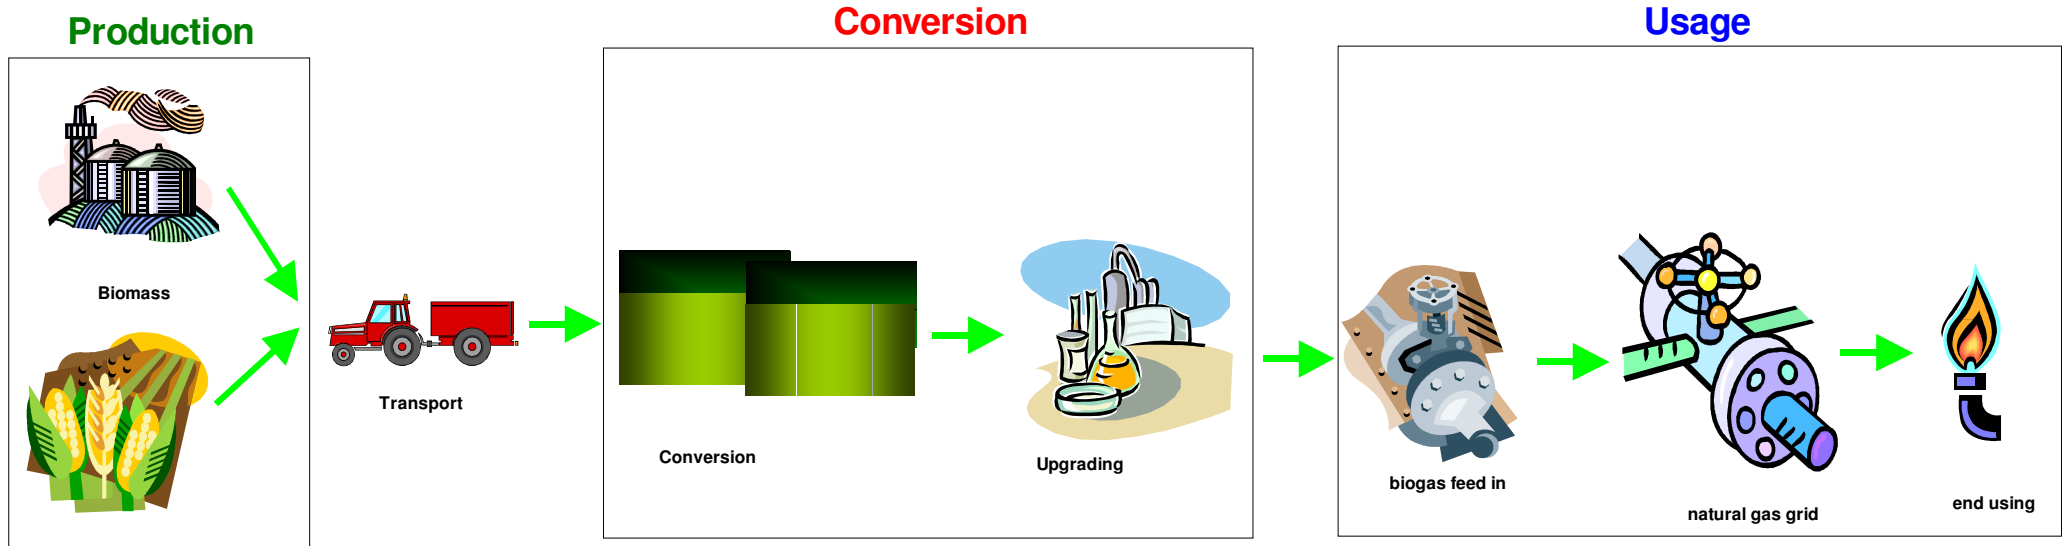 Production
Conversion
Usage
Biomass
Transport
Conversion
Upgrading
biogas feed in
natural gas grid
end using